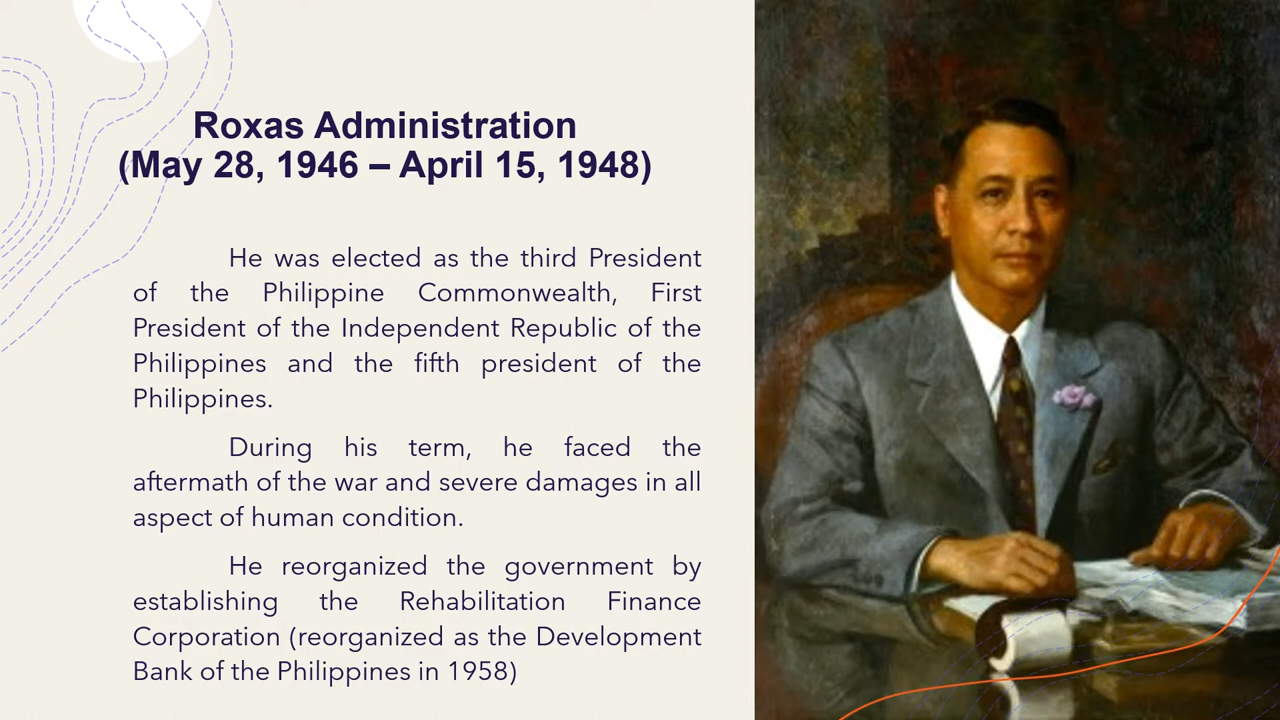 Roxas Administration
(May 28, 1946 – April 15, 1948)
He was elected as the third President
of the Philippine Commonwealth, First
President of the Independent Republic of the
Philippines and the fifth president of the
Philippines.
During his term, he faced the
aftermath of the war and severe damages in all
aspect of human condition.
He reorganized the government by
establishing the Rehabilitation Finance
Corporation (reorganized as the Development
Bank of the Philippines in 1958)